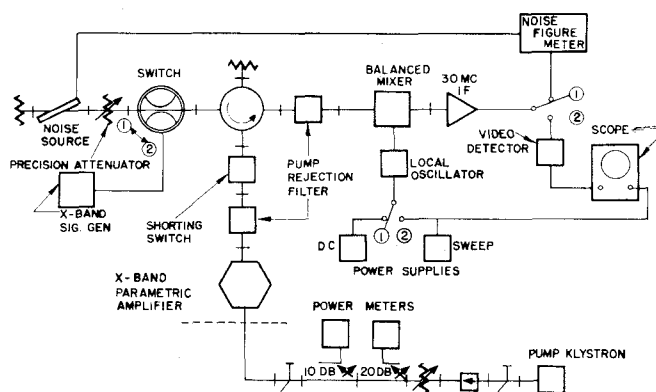 NOISE
FIGURE
METER
SWITCH
BALANCED
MIXER
30 MC
IF
①
②
NOISE
SOURCE
①
②
VIDEO
DETECTOR
SCOPE
PRECISION ATTENUATOR
PUMP
REJECTION
FILTER
LOCAL
OSCILLATOR
X-BAND
SIG. GEN
SHORTING
SWITCH
DC
①
②
SWEEP
POWER SUPPLIES
X-BAND
PARAMETRIC
AMPLIFIER
POWER METERS
10 DB
20DB
PUMP KLYSTRON